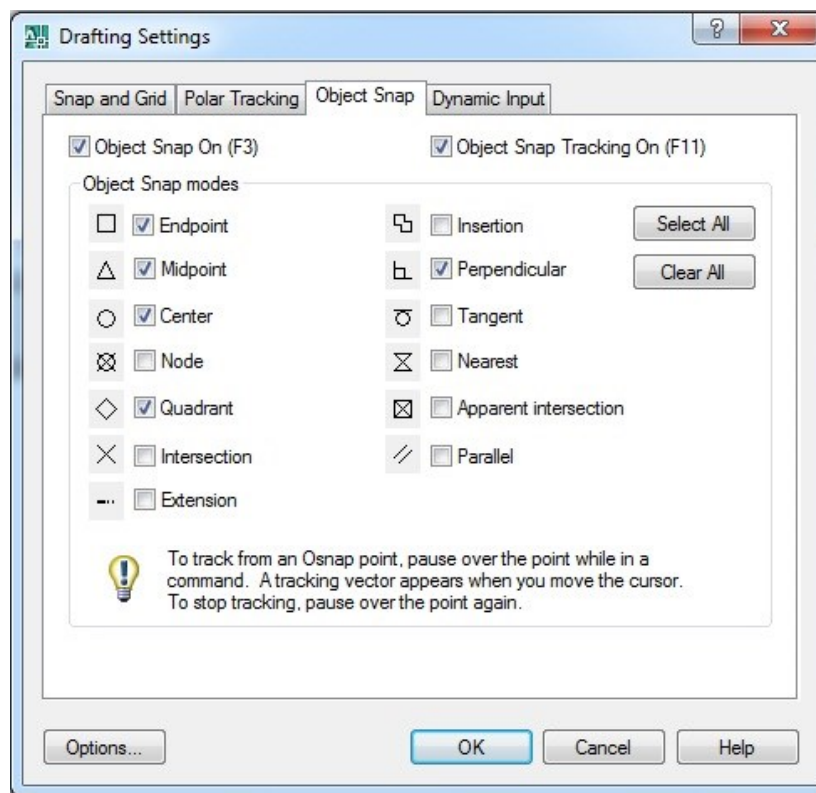 Drafting Settings
Snap and Grid Polar Tracking Object Snap Dynamic Input
Object Snap On (F3) Object Snap Tracking On (F11)
Object Snap modes
Endpoint Insertion Select All
Midpoint Perpendicular Clear All
Center Tangent
Node Nearest
Quadrant Apparent intersection
Intersection Parallel
Extension
To track from an Osnap point, pause over the point while in a
command. A tracking vector appears when you move the cursor.
To stop tracking, pause over the point again.
Options... OK Cancel Help